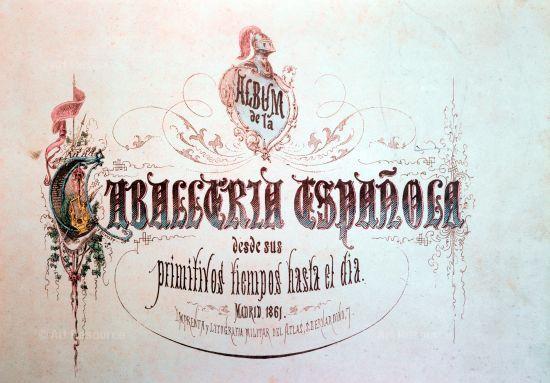 ALBUM
de la
CABALLERIA ESPAÑOLA
desde sus
primitivos tiempos hasta el dia.
MADRID 1861.
IMPRENTA y LITOGRAFIA MILITAR DEL ATLAS, S. BERNARDINO, 7.